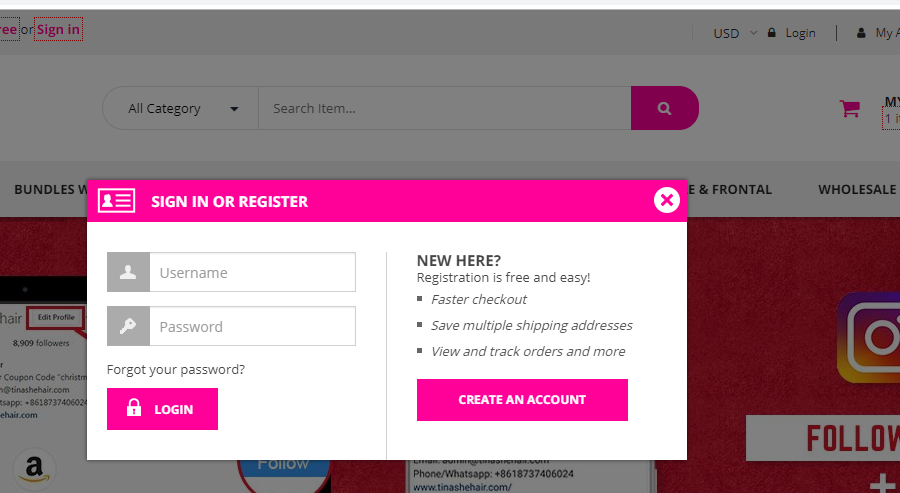 ree or Sign in
USD
Login
My A
All Category
Search Item...
MY
1 it
BUNDLES W
E & FRONTAL
WHOLESALE
SIGN IN OR REGISTER
Username
Password
Forgot your password?
LOGIN
NEW HERE?
Registration is free and easy!
Faster checkout
Save multiple shipping addresses
View and track orders and more
CREATE AN ACCOUNT
hair
Edit Profile
8,909 followers
r Coupon Code "christm
n@tinashehair.com
atsapp: +8618737406024
ehair.com
a
Follow
Email: admin@tinashehair.com
Phone/Whatsapp: +8618737406024
www.tinashehair.com/
FOLLOW